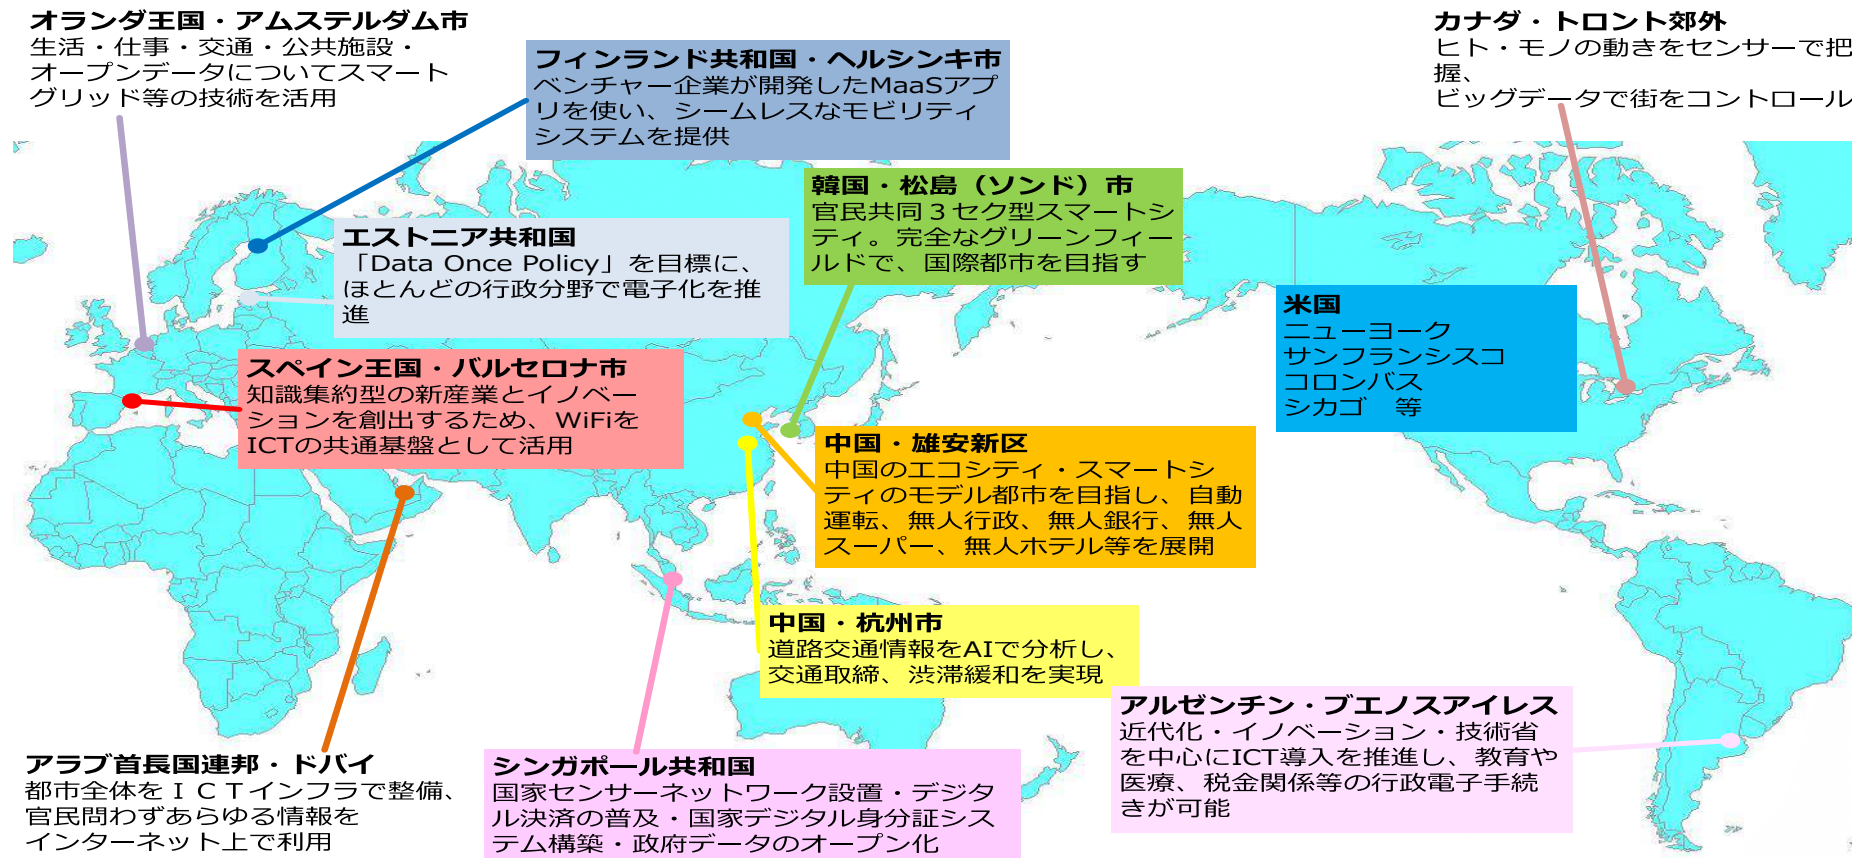 オランダ王国・アムステルダム市
生活・仕事・交通・公共施設・
オープンデータについてスマート
グリッド等の技術を活用
フィンランド共和国・ヘルシンキ市
ベンチャー企業が開発したMaaSアプ
リを使い、シームレスなモビリティ
システムを提供
カナダ・トロント郊外
ヒト・モノの動きをセンサーで把
握、
ビッグデータで街をコントロール
韓国・松島（ソンド）市
官民共同３セク型スマートシ
ティ。完全なグリーンフィー
ルドで、国際都市を目指す
エストニア共和国
「Data Once Policy」を目標に、
ほとんどの行政分野で電子化を推
進
米国
ニューヨーク
サンフランシスコ
コロンバス
シカゴ　等
スペイン王国・バルセロナ市
知識集約型の新産業とイノベー
ションを創出するため、WiFiを
ICTの共通基盤として活用
中国・雄安新区
中国のエコシティ・スマートシ
ティのモデル都市を目指し、自動
運転、無人行政、無人銀行、無人
スーパー、無人ホテル等を展開
中国・杭州市
道路交通情報をAIで分析し、
交通取締、渋滞緩和を実現
アルゼンチン・ブエノスアイレス
近代化・イノベーション・技術省
を中心にICT導入を推進し、教育や
医療、税金関係等の行政電子手続
きが可能
アラブ首長国連邦・ドバイ
都市全体をＩＣＴインフラで整備、
官民問わずあらゆる情報を
インターネット上で利用
シンガポール共和国
国家センサーネットワーク設置・デジタ
ル決済の普及・国家デジタル身分証シス
テム構築・政府データのオープン化